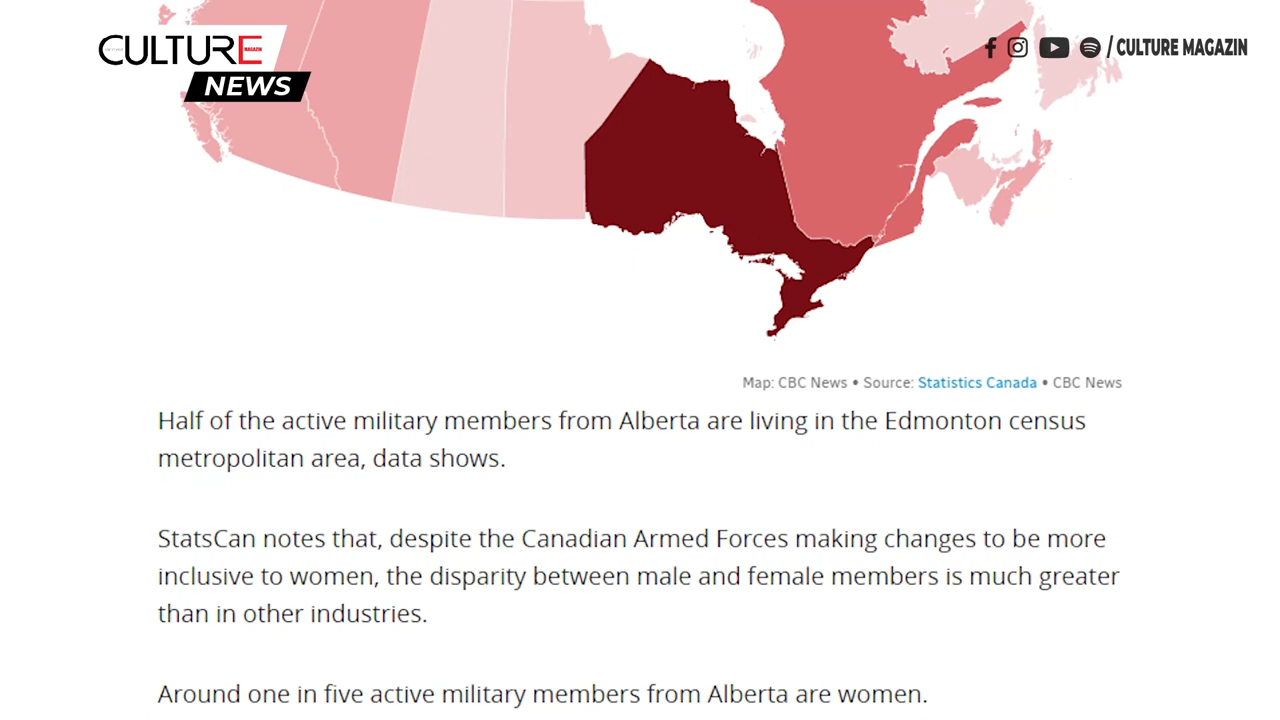 CULTURE
MAGAZIN
NEWS
/ CULTURE MAGAZIN
Map: CBC News • Source: Statistics Canada • CBC News
Half of the active military members from Alberta are living in the Edmonton census
metropolitan area, data shows.
StatsCan notes that, despite the Canadian Armed Forces making changes to be more
inclusive to women, the disparity between male and female members is much greater
than in other industries.
Around one in five active military members from Alberta are women.